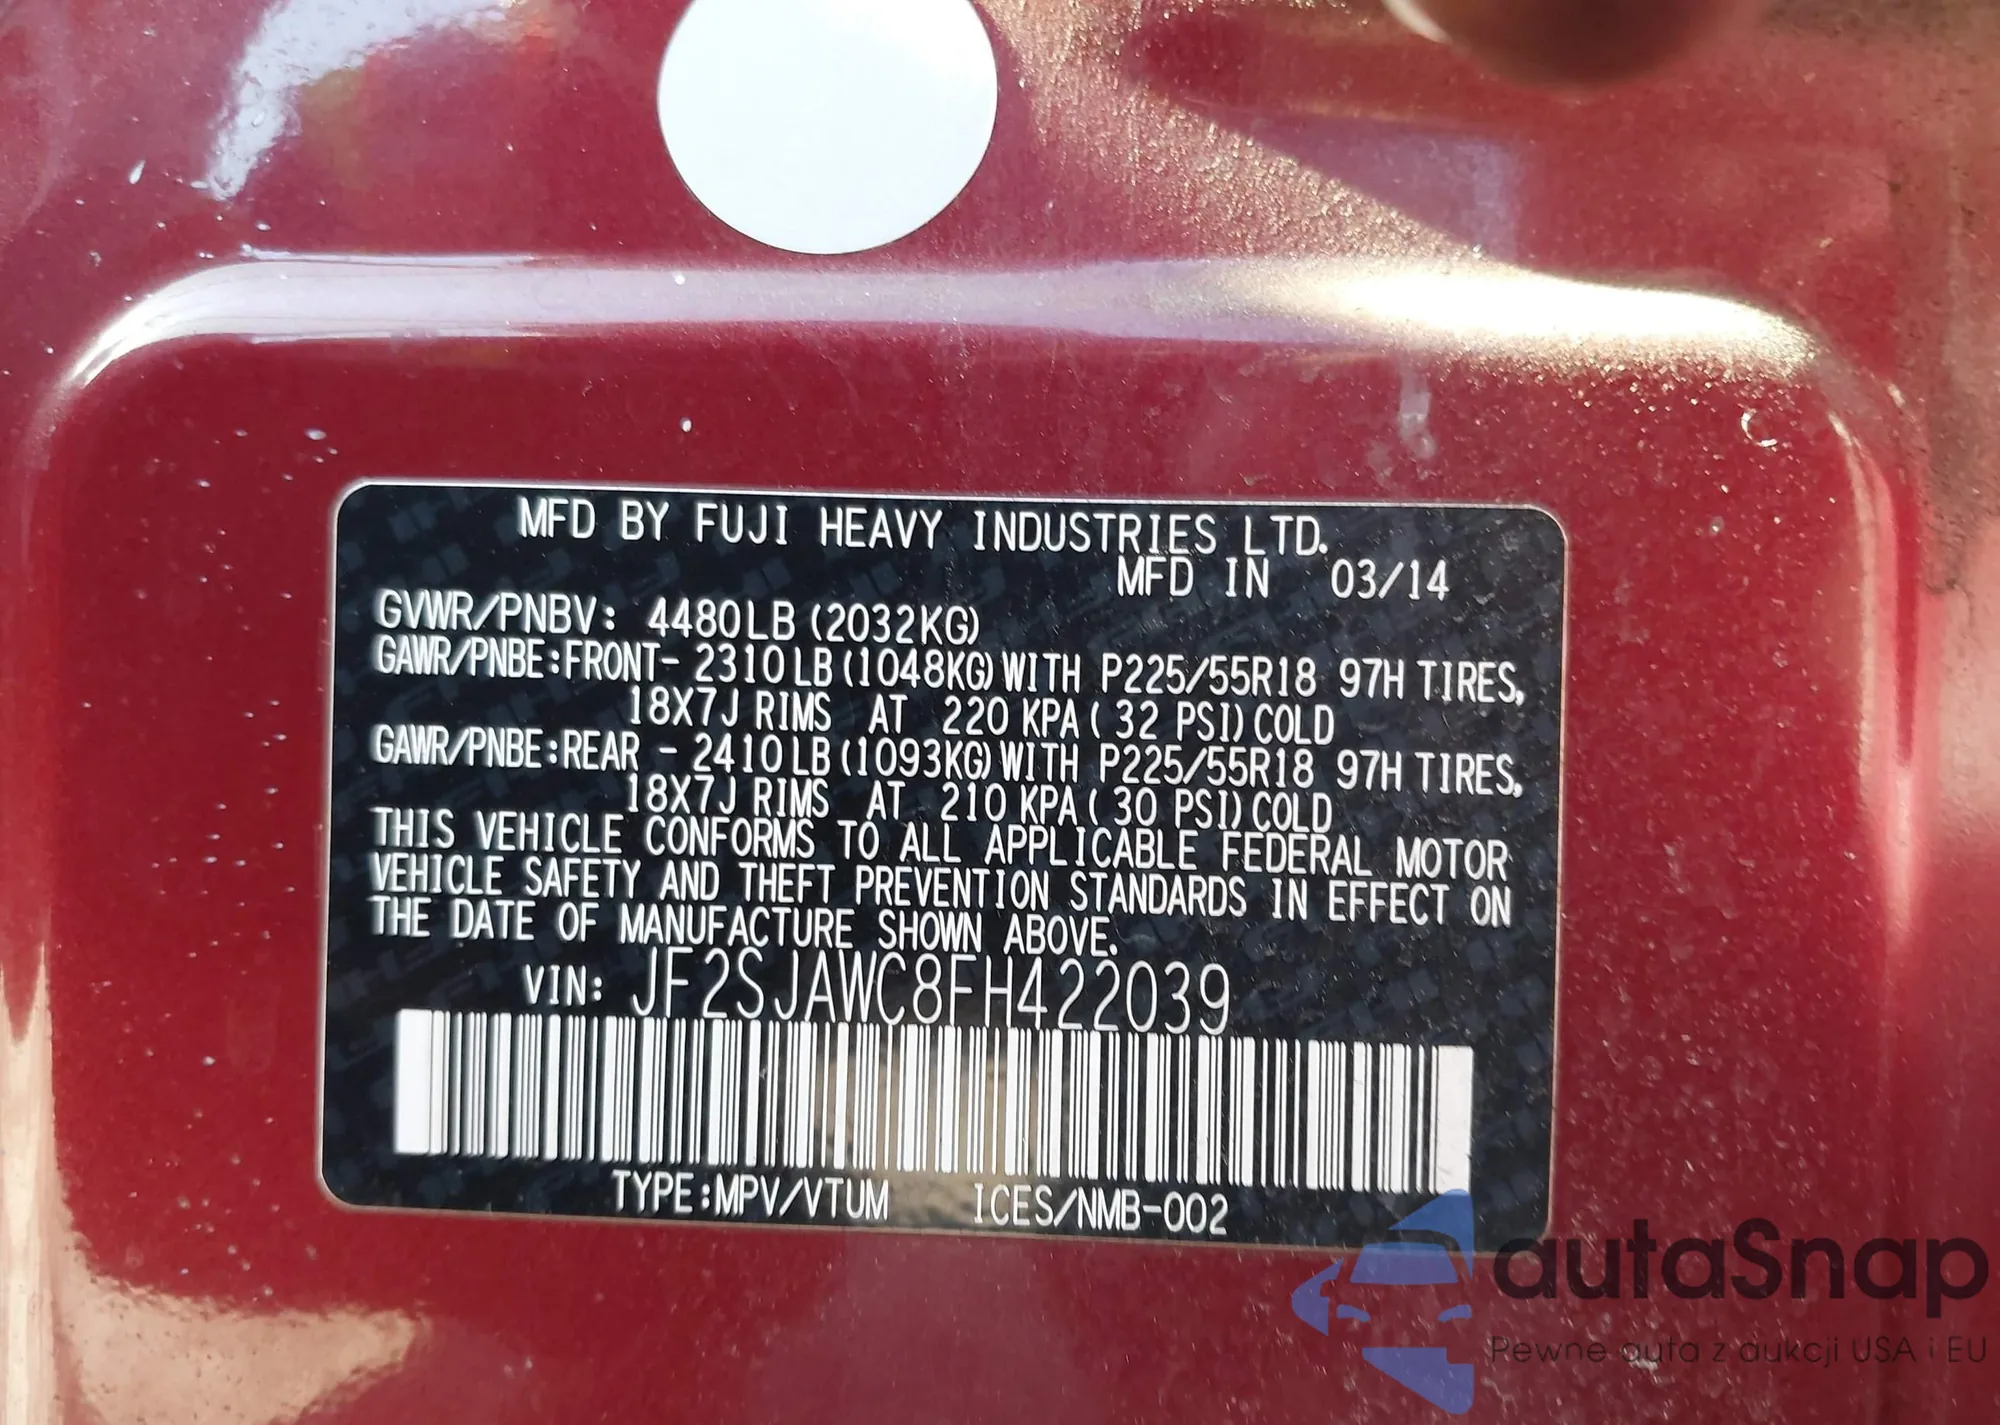 MFD BY FUJI HEAVY INDUSTRIES LTD.
MFD IN 03/14
GVWR/PNBV: 4480LB (2032KG)
GAWR/PNBE:FRONT- 2310LB (1048KG) WITH P225/55R18 97H TIRES,
18X7J RIMS AT 220 KPA ( 32 PSI) COLD
GAWR/PNBE:REAR - 2410LB (1093KG) WITH P225/55R18 97H TIRES,
18X7J RIMS AT 210 KPA ( 30 PSI) COLD
THIS VEHICLE CONFORMS TO ALL APPLICABLE FEDERAL MOTOR
VEHICLE SAFETY AND THEFT PREVENTION STANDARDS IN EFFECT ON
THE DATE OF MANUFACTURE SHOWN ABOVE.
VIN: JF2SJAWC8FH422039
TYPE:MPV/VTUM ICES/NMB-002
autaSnap
Pewne auta z aukcji USA i EU